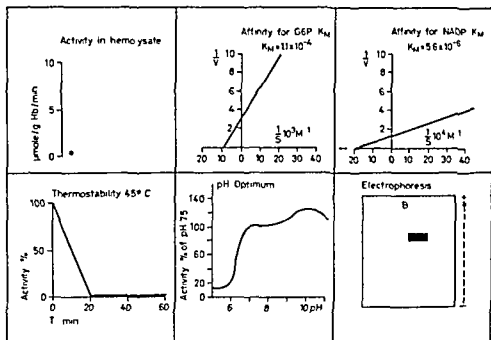 Activity in hemolysate
μmole/g Hb/min
10
5
0
Affinity for G6P KM
KM=1.1×10⁻⁴
1/V
10
8
6
4
2
1/S 10³M⁻¹
20 10 0 10 20 30 40
Affinity for NADP KM
KM=5.6×10⁻⁶
1/V
10
8
6
4
2
1/S 10⁴M⁻¹
20 10 0 10 20 30 40
Thermostability 45° C
Activity %
100
50
0
0 20 40 60
T min
pH Optimum
Activity % of pH 7.5
140
120
100
80
60
40
20
0
6 8 10 pH
Electrophoresis
B
+